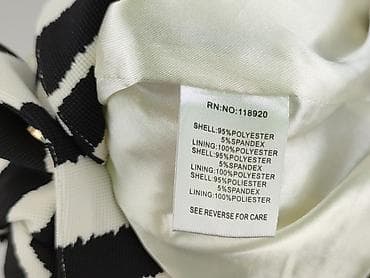 RN:NO:118920
SHELL:95%POLYESTER
5%SPANDEX
LINING:100%POLYESTER
SHELL:95%POLYESTER
5%SPANDEX
LINING:100%POLYESTER
SHELL:95%POLIESTER
5%SPANDEX
LINING:100%POLIESTER
SEE REVERSE FOR CARE